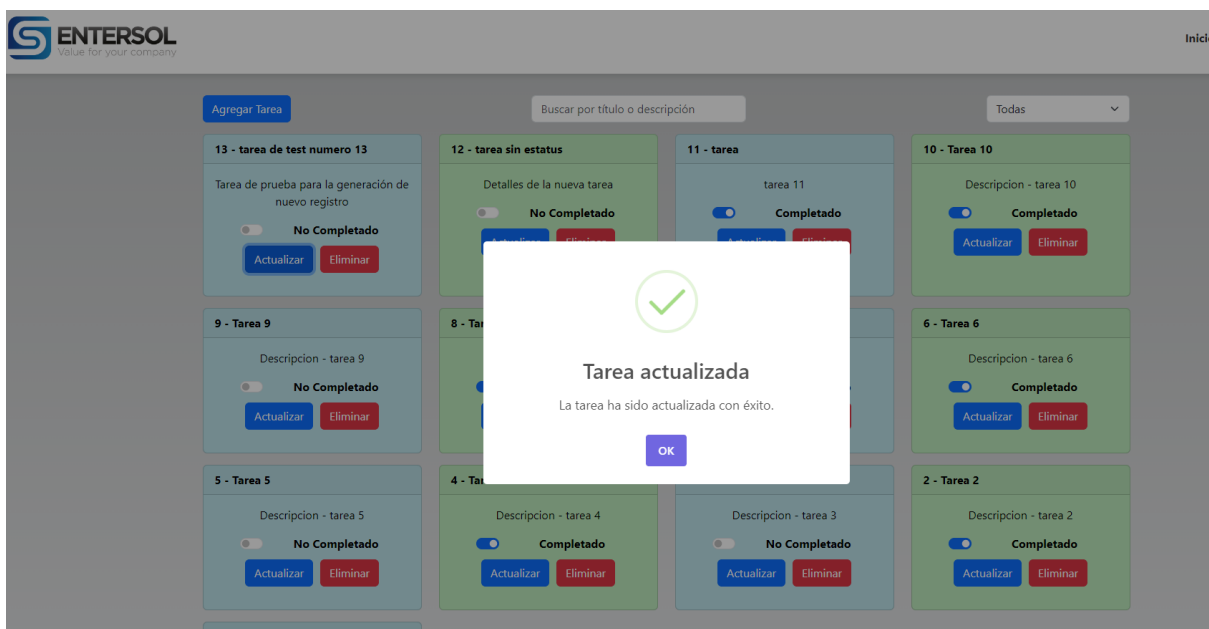 ENTERSOL
Value for your company
Agregar Tarea
Buscar por título o descripción
Todas
13 - tarea de test numero 13
Tarea de prueba para la generación de
nuevo registro
No Completado
Actualizar Eliminar
12 - tarea sin estatus
Detalles de la nueva tarea
No Completado
Actualizar Eliminar
11 - tarea
tarea 11
Completado
Actualizar Eliminar
10 - Tarea 10
Descripcion - tarea 10
Completado
Actualizar Eliminar
9 - Tarea 9
Descripcion - tarea 9
No Completado
Actualizar Eliminar
8 -
Tarea actualizada
La tarea ha sido actualizada con éxito.
OK
6 - Tarea 6
Descripcion - tarea 6
Completado
Actualizar Eliminar
5 - Tarea 5
Descripcion - tarea 5
No Completado
Actualizar Eliminar
4 -
Descripcion - tarea 4
Completado
Actualizar Eliminar
Descripcion - tarea 3
No Completado
Actualizar Eliminar
2 - Tarea 2
Descripcion - tarea 2
Completado
Actualizar Eliminar